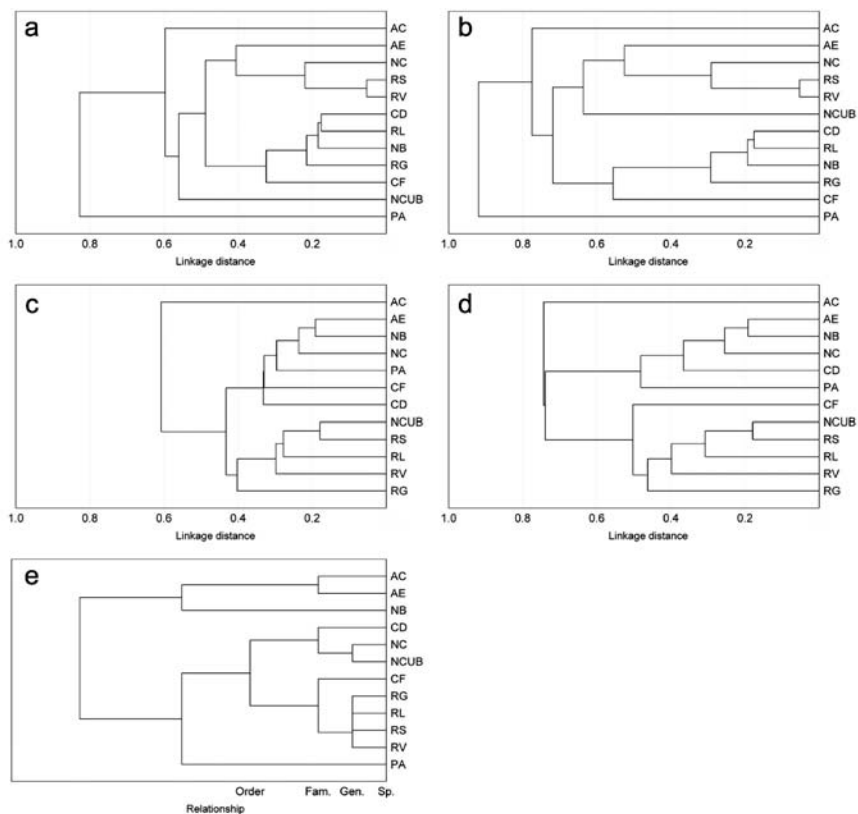 a
AC
AE
NC
RS
RV
CD
RL
NB
RG
CF
NCUB
PA
1.0 0.8 0.6 0.4 0.2
Linkage distance
b
AC
AE
NC
RS
RV
NCUB
CD
RL
NB
RG
CF
PA
1.0 0.8 0.6 0.4 0.2
Linkage distance
c
AC
AE
NB
NC
PA
CF
CD
NCUB
RS
RL
RV
RG
1.0 0.8 0.6 0.4 0.2
Linkage distance
d
AC
AE
NB
NC
CD
PA
CF
NCUB
RS
RL
RV
RG
1.0 0.8 0.6 0.4 0.2
Linkage distance
e
AC
AE
NB
CD
NC
NCUB
CF
RG
RL
RS
RV
PA
Order Fam. Gen. Sp.
Relationship